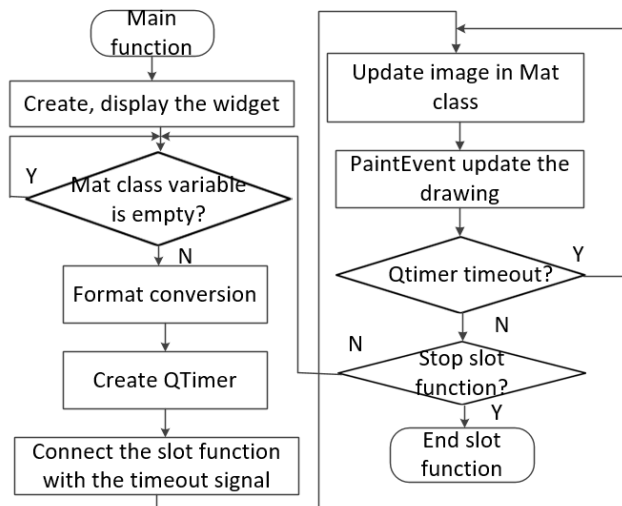 Main
function
Create, display the widget
Y
Mat class variable
is empty?
N
Format conversion
Create QTimer
Connect the slot function
with the timeout signal
Update image in Mat
class
PaintEvent update the
drawing
Y
Qtimer timeout?
N
N
Stop slot
function?
Y
End slot
function